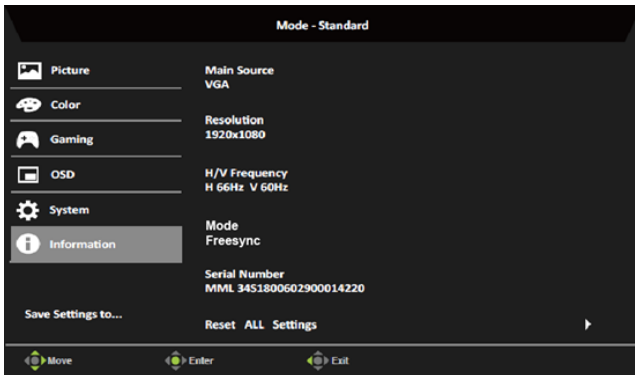 Mode - Standard
Picture
Color
Gaming
OSD
System
Information
Save Settings to...
Main Source
VGA
Resolution
1920x1080
H/V Frequency
H 66Hz V 60Hz
Mode
Freesync
Serial Number
MML 34S1800602900014220
Reset ALL Settings
Move
Enter
Exit